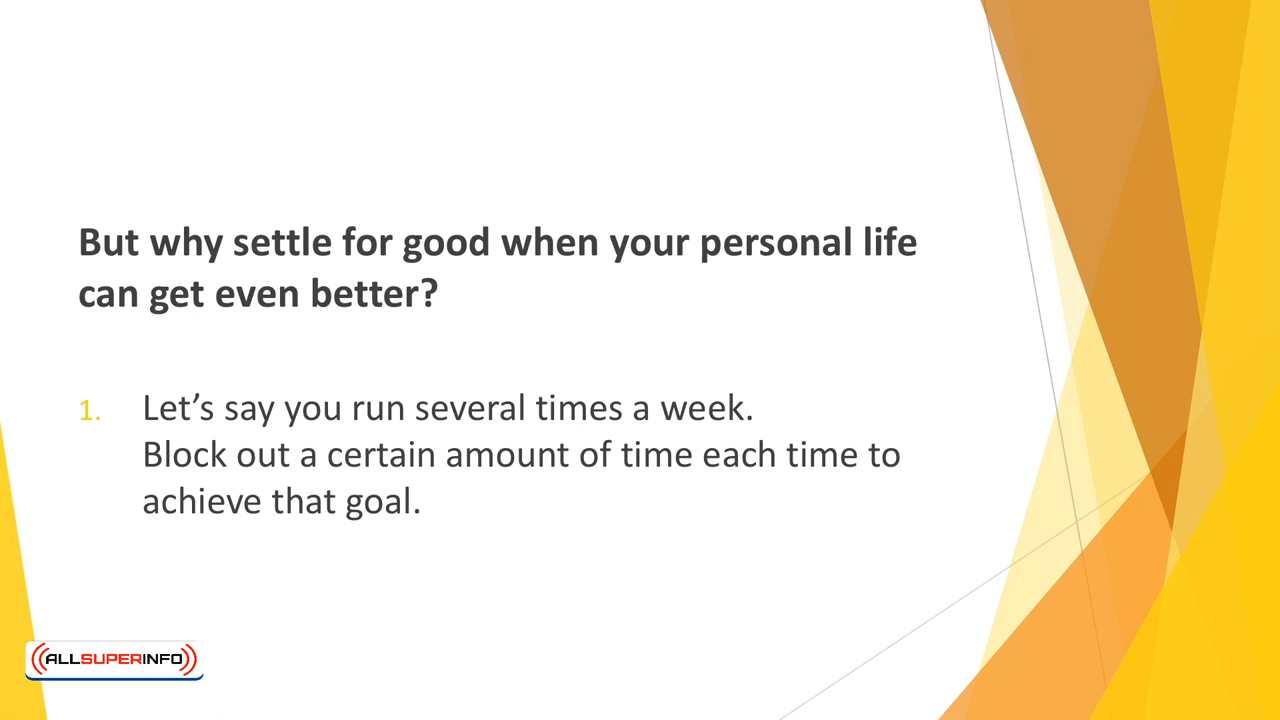 But why settle for good when your personal life
can get even better?
1. Let’s say you run several times a week.
Block out a certain amount of time each time to
achieve that goal.
ALLSUPERINFO